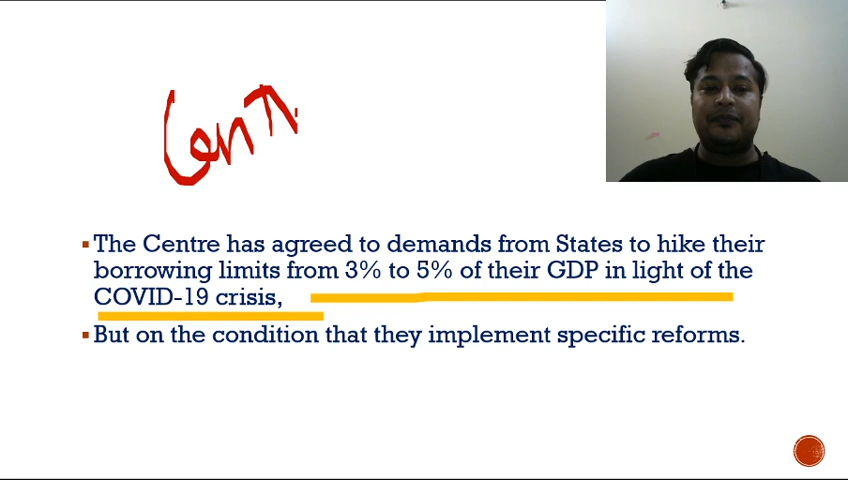 The Centre has agreed to demands from States to hike their
borrowing limits from 3% to 5% of their GDP in light of the
COVID-19 crisis,
But on the condition that they implement specific reforms.